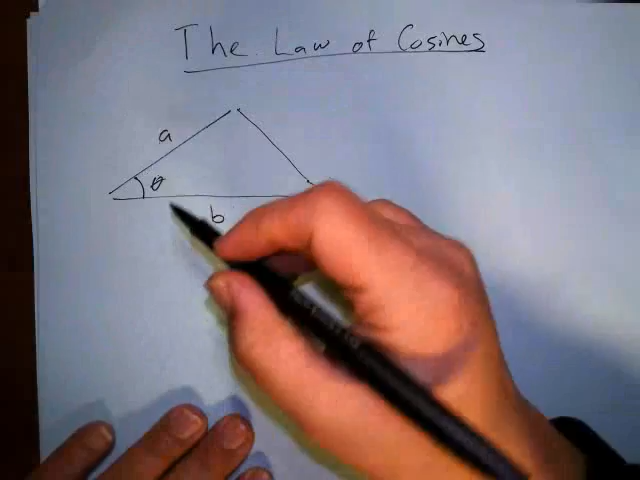 The Law of Cosines
a
θ
b